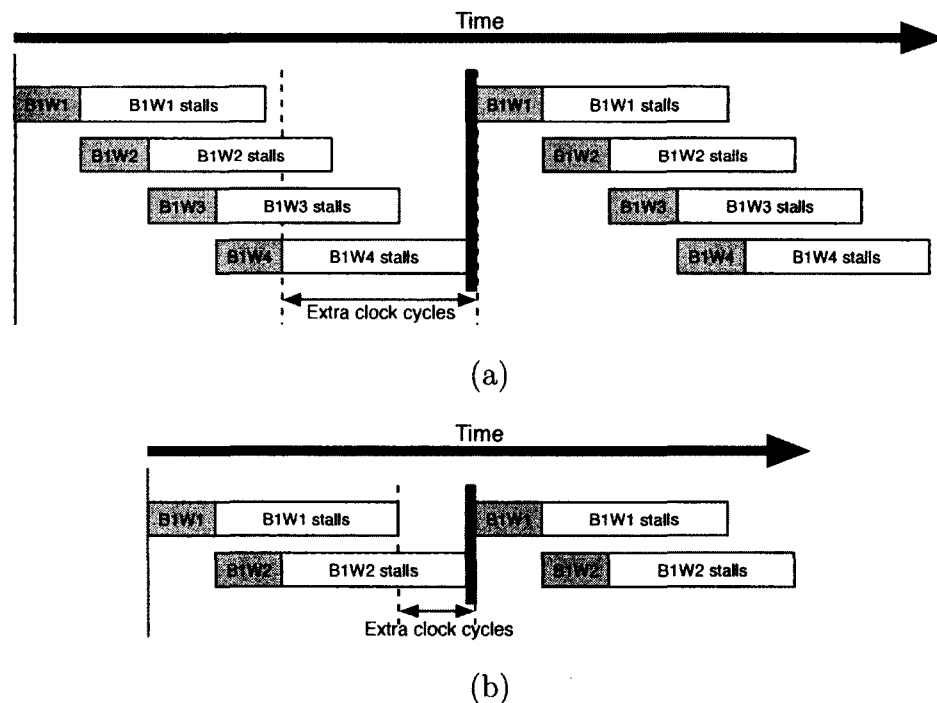 Time
B1W1 B1W1 stalls B1W1 B1W1 stalls
B1W2 B1W2 stalls B1W2 B1W2 stalls
B1W3 B1W3 stalls B1W3 B1W3 stalls
B1W4 B1W4 stalls B1W4 B1W4 stalls
Extra clock cycles
(a)
Time
B1W1 B1W1 stalls B1W1 B1W1 stalls
B1W2 B1W2 stalls B1W2 B1W2 stalls
Extra clock cycles
(b)